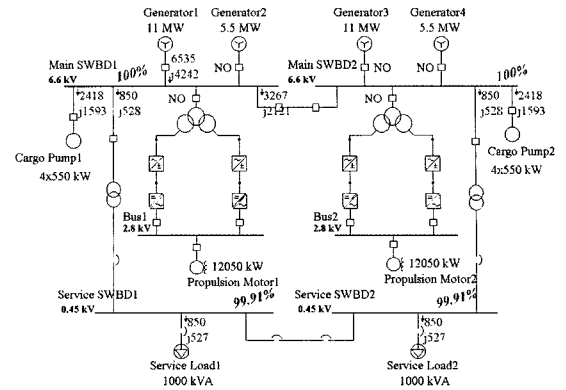 Generator1
11 MW
Generator2
5.5 MW
Generator3
11 MW
Generator4
5.5 MW
6535
j4242
NO
NO
NO
Main SWBD1
6.6 kV
100%
Main SWBD2
6.6 kV
100%
2418
j1593
850
j528
NO
3267
j2121
NO
850
j528
2418
j1593
Cargo Pump1
4x550 kW
Cargo Pump2
4x550 kW
Bus1
2.8 kV
Bus2
2.8 kV
12050 kW
Propulsion Motor1
12050 kW
Propulsion Motor2
Service SWBD1
0.45 kV
99.91%
Service SWBD2
0.45 kV
99.91%
850
j527
Service Load1
1000 kVA
850
j527
Service Load2
1000 kVA